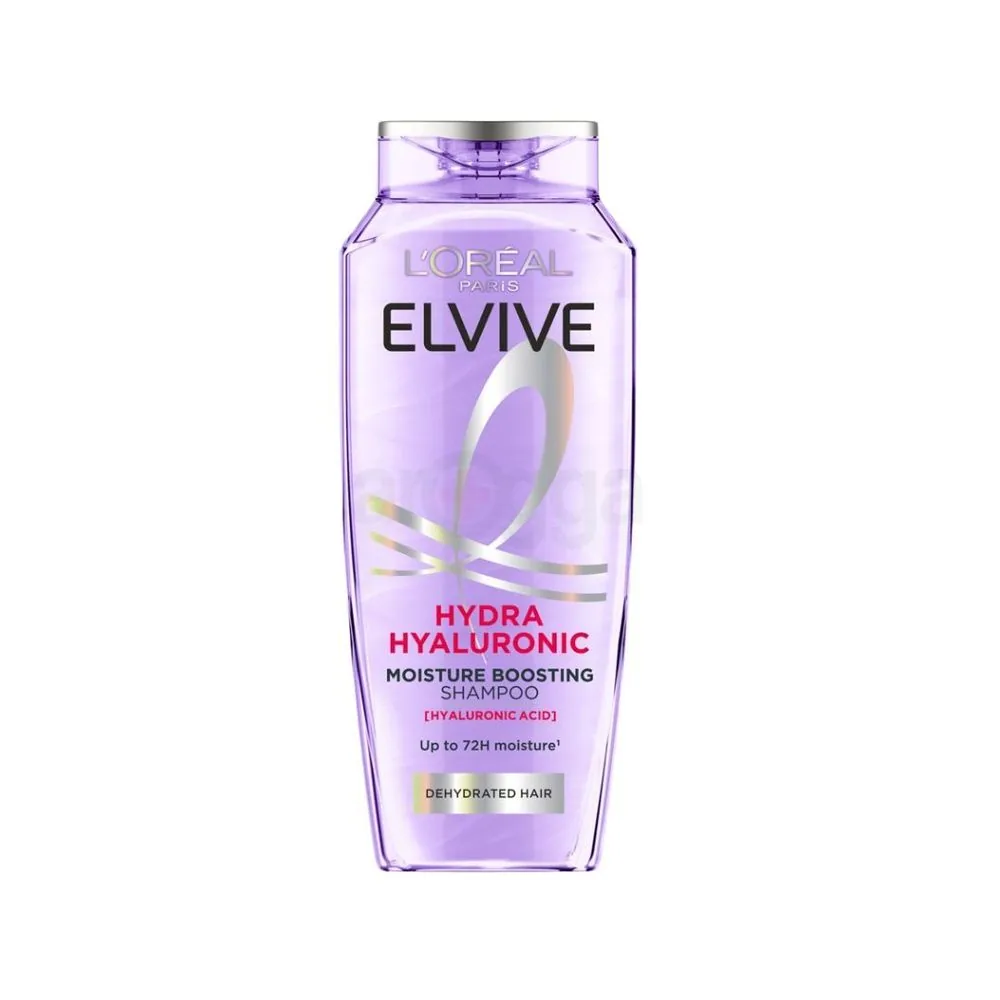 L'ORÉAL
PARIS
ELVIVE
HYDRA
HYALURONIC
MOISTURE BOOSTING
SHAMPOO
[HYALURONIC ACID]
Up to 72H moisture¹
DEHYDRATED HAIR